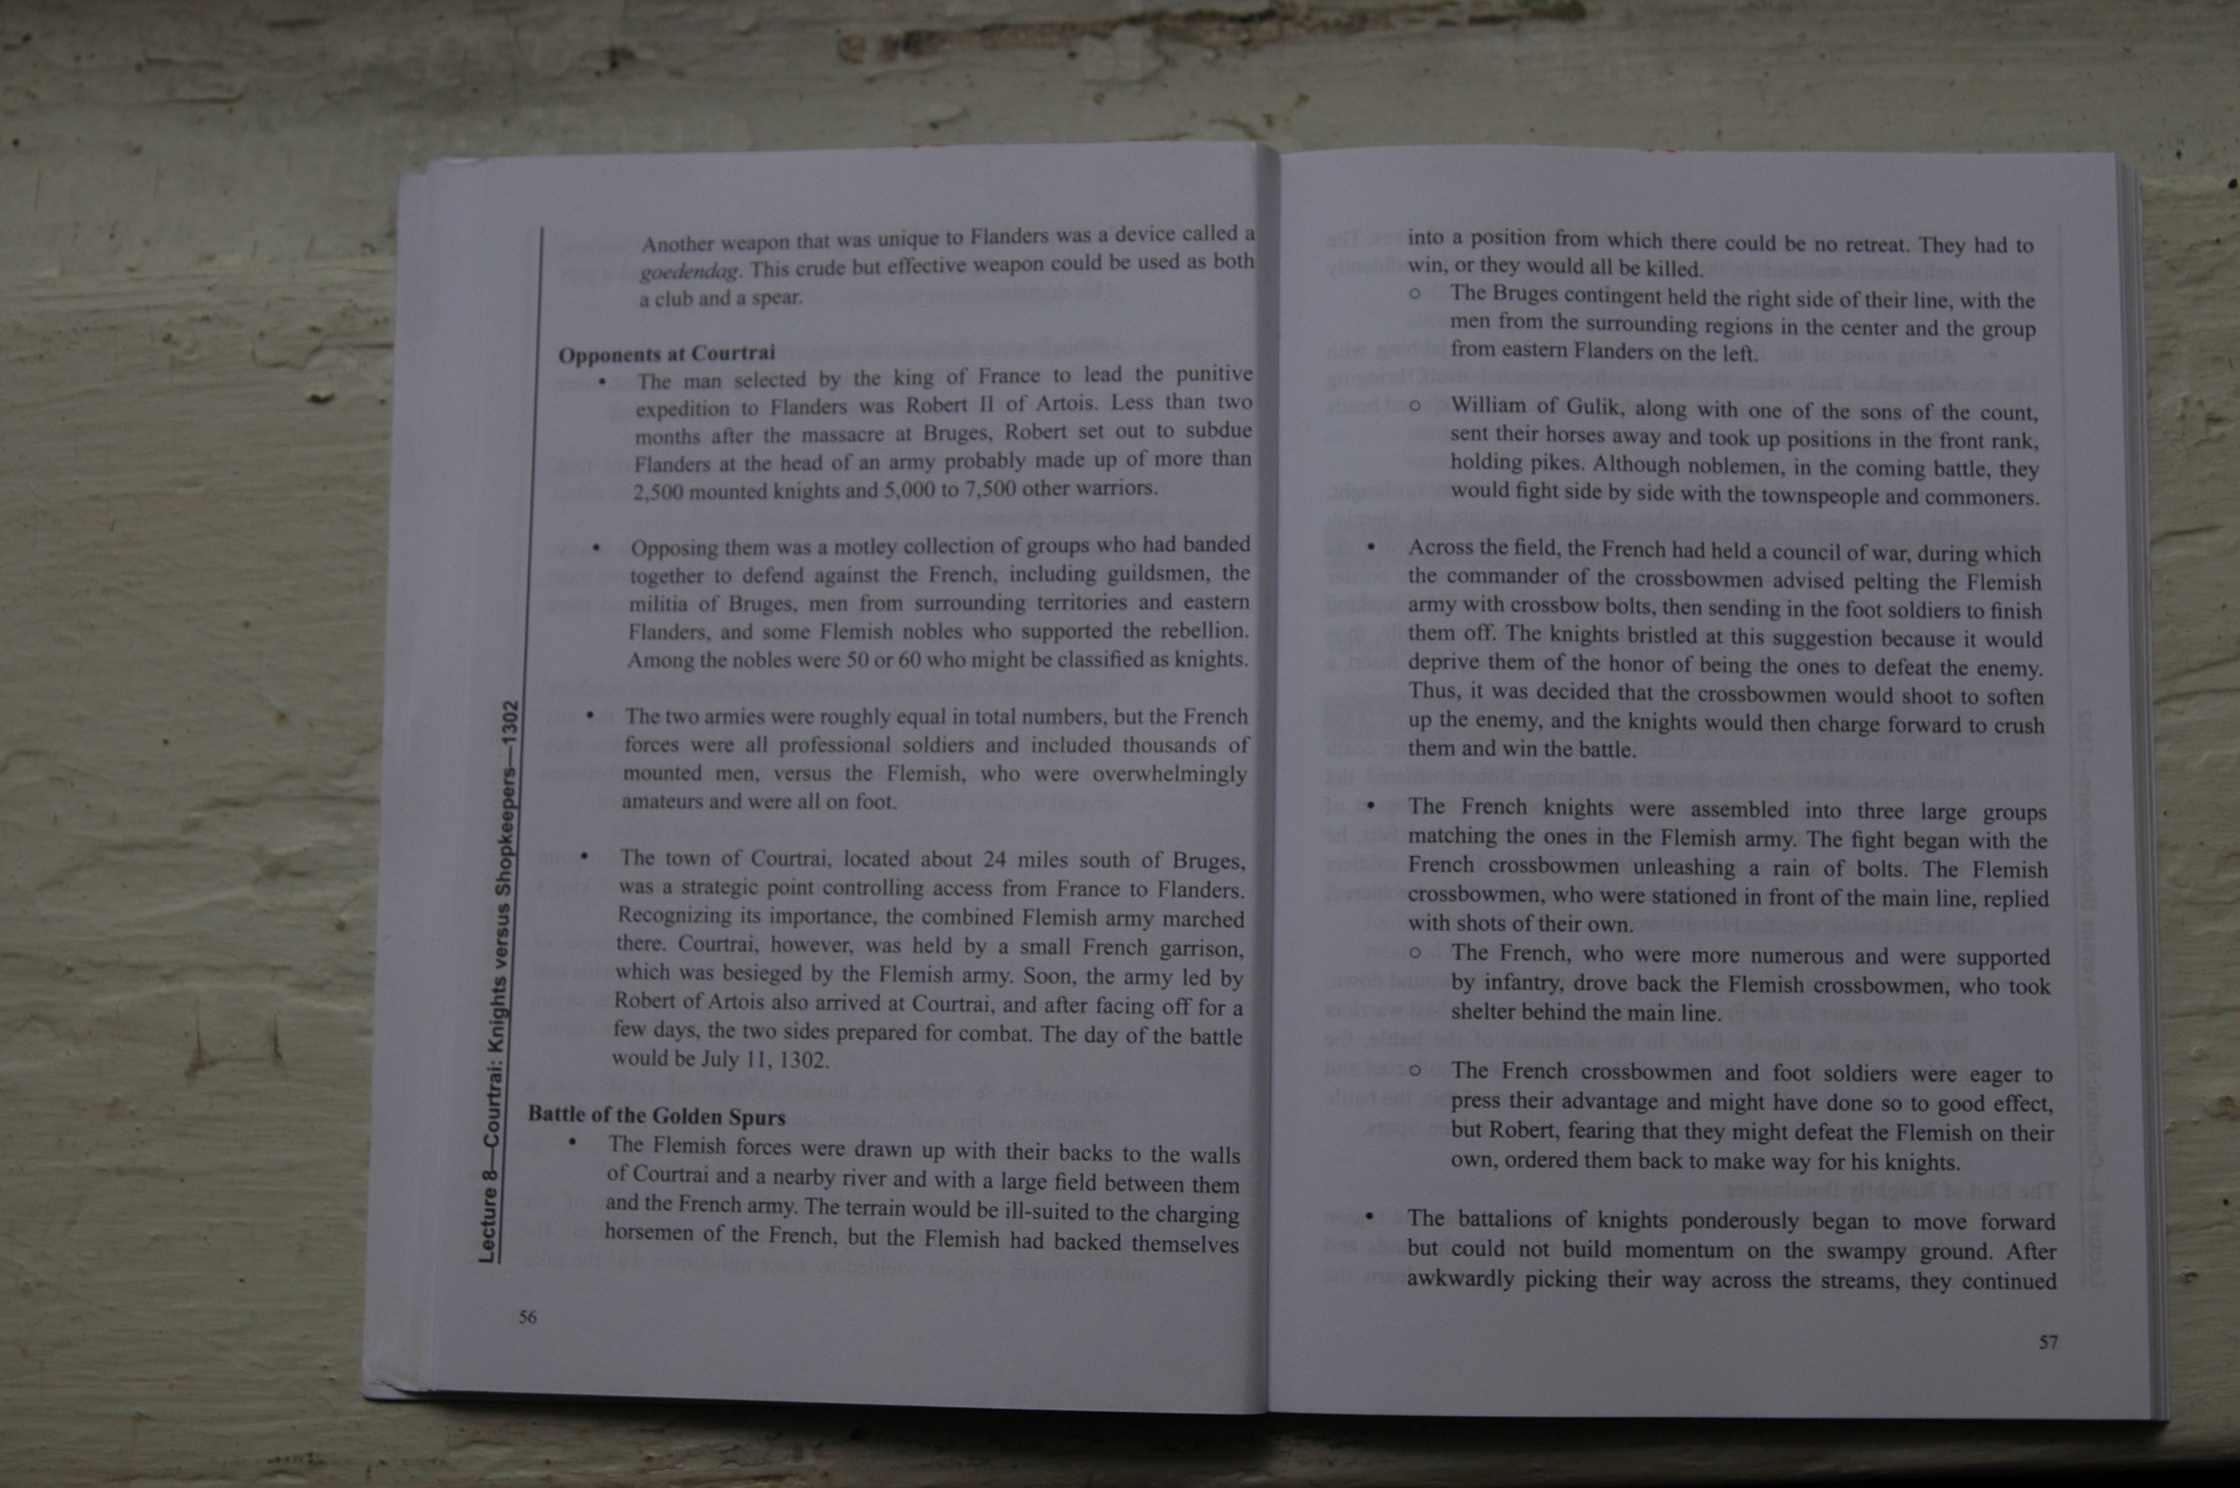 Another weapon that was unique to Flanders was a device called a
goedendag. This crude but effective weapon could be used as both
a club and a spear.
Opponents at Courtrai
• The man selected by the king of France to lead the punitive
expedition to Flanders was Robert II of Artois. Less than two
months after the massacre at Bruges, Robert set out to subdue
Flanders at the head of an army probably made up of more than
2,500 mounted knights and 5,000 to 7,500 other warriors.
• Opposing them was a motley collection of groups who had banded
together to defend against the French, including guildsmen, the
militia of Bruges, men from surrounding territories and eastern
Flanders, and some Flemish nobles who supported the rebellion.
Among the nobles were 50 or 60 who might be classified as knights.
• The two armies were roughly equal in total numbers, but the French
forces were all professional soldiers and included thousands of
mounted men, versus the Flemish, who were overwhelmingly
amateurs and were all on foot.
• The town of Courtrai, located about 24 miles south of Bruges,
was a strategic point controlling access from France to Flanders.
Recognizing its importance, the combined Flemish army marched
there. Courtrai, however, was held by a small French garrison,
which was besieged by the Flemish army. Soon, the army led by
Robert of Artois also arrived at Courtrai, and after facing off for a
few days, the two sides prepared for combat. The day of the battle
would be July 11, 1302.
Battle of the Golden Spurs
• The Flemish forces were drawn up with their backs to the walls
of Courtrai and a nearby river and with a large field between them
and the French army. The terrain would be ill-suited to the charging
horsemen of the French, but the Flemish had backed themselves
Lecture 8—Courtrai: Knights versus Shopkeepers—1302
56
into a position from which there could be no retreat. They had to
win, or they would all be killed.
○ The Bruges contingent held the right side of their line, with the
men from the surrounding regions in the center and the group
from eastern Flanders on the left.
○ William of Gulik, along with one of the sons of the count,
sent their horses away and took up positions in the front rank,
holding pikes. Although noblemen, in the coming battle, they
would fight side by side with the townspeople and commoners.
• Across the field, the French had held a council of war, during which
the commander of the crossbowmen advised pelting the Flemish
army with crossbow bolts, then sending in the foot soldiers to finish
them off. The knights bristled at this suggestion because it would
deprive them of the honor of being the ones to defeat the enemy.
Thus, it was decided that the crossbowmen would shoot to soften
up the enemy, and the knights would then charge forward to crush
them and win the battle.
• The French knights were assembled into three large groups
matching the ones in the Flemish army. The fight began with the
French crossbowmen unleashing a rain of bolts. The Flemish
crossbowmen, who were stationed in front of the main line, replied
with shots of their own.
○ The French, who were more numerous and were supported
by infantry, drove back the Flemish crossbowmen, who took
shelter behind the main line.
○ The French crossbowmen and foot soldiers were eager to
press their advantage and might have done so to good effect,
but Robert, fearing that they might defeat the Flemish on their
own, ordered them back to make way for his knights.
• The battalions of knights ponderously began to move forward
but could not build momentum on the swampy ground. After
awkwardly picking their way across the streams, they continued
57